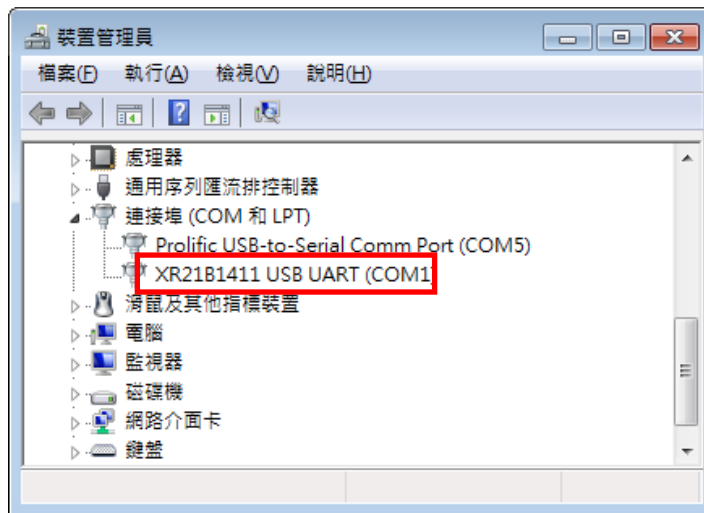 裝置管理員
檔案(F) 執行(A) 檢視(V) 說明(H)
處理器
通用序列匯流排控制器
連接埠 (COM 和 LPT)
Prolific USB-to-Serial Comm Port (COM5)
XR21B1411 USB UART (COM1)
滑鼠及其他指標裝置
電腦
監視器
磁碟機
網路介面卡
鍵盤